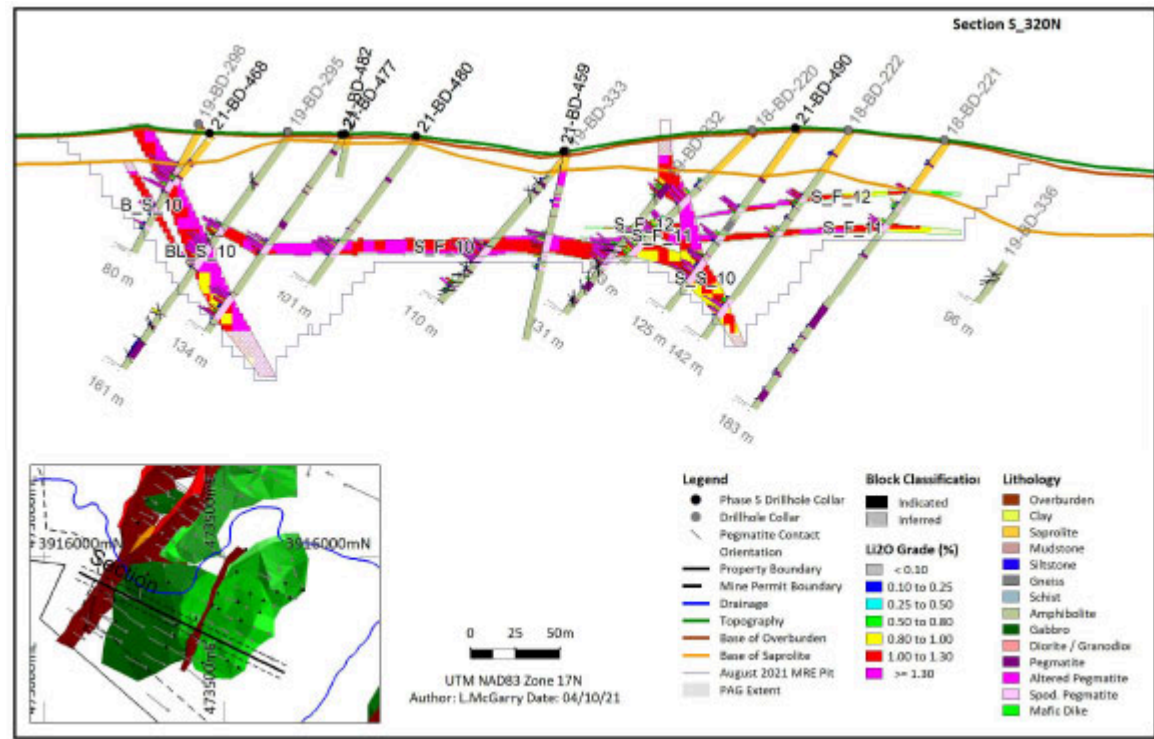 Section S_320N
19-BD-298
21-BD-468
19-BD-295
21-BD-482
21-BD-477
21-BD-480
21-BD-459
19-BD-333
18-BD-220
21-BD-490
18-BD-222
18-BD-221
19-BD-336
B_S_10
BL_S_10
S_F_10
S_F_12
S_F_11
S_S_10
S_F_12
S_F_11
80 m
161 m
134 m
101 m
110 m
131 m
125 m
142 m
183 m
96 m
3916000mN
3916000mN
473500mE
473500mE
Section
0 25 50m
UTM NAD83 Zone 17N
Author: L.McGarry Date: 04/10/21
Legend
Phase 5 Drillhole Collar
Drillhole Collar
Pegmatite Contact
Orientation
Property Boundary
Mine Permit Boundary
Drainage
Topography
Base of Overburden
Base of Saprolite
August 2021 MRE Pit
PAG Extent
Block Classification
Indicated
Inferred
Li2O Grade (%)
< 0.10
0.10 to 0.25
0.25 to 0.50
0.50 to 0.80
0.80 to 1.00
1.00 to 1.30
>= 1.30
Lithology
Overburden
Clay
Saprolite
Mudstone
Siltstone
Gneiss
Schist
Amphibolite
Gabbro
Diorite / Granodior
Pegmatite
Altered Pegmatite
Spod. Pegmatite
Mafic Dike